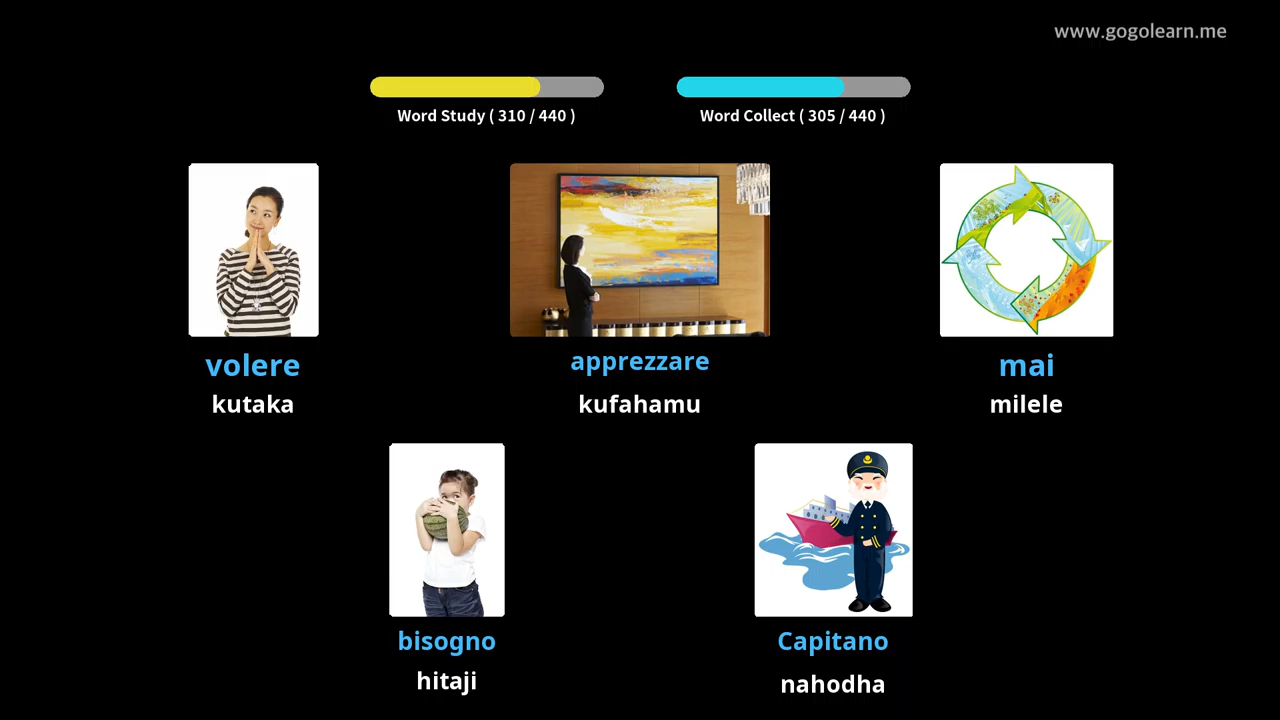 www.gogolearn.me
Word Study ( 310 / 440 )
Word Collect ( 305 / 440 )
volere
kutaka
apprezzare
kufahamu
mai
milele
bisogno
hitaji
Capitano
nahodha